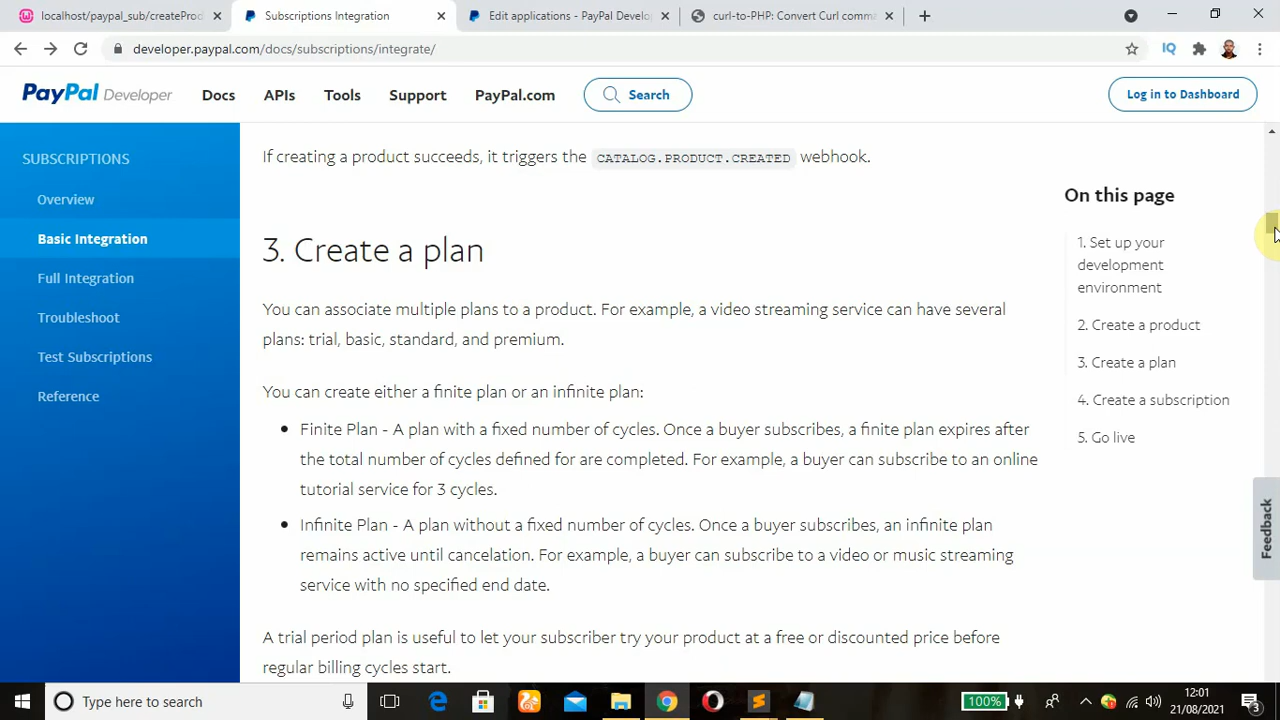 localhost/paypal_sub/createProd
Subscriptions Integration
Edit applications - PayPal Develop
curl-to-PHP: Convert Curl comm
developer.paypal.com/docs/subscriptions/integrate/
IQ
PayPal Developer
Docs
APIs
Tools
Support
PayPal.com
Search
Log in to Dashboard
SUBSCRIPTIONS
Overview
Basic Integration
Full Integration
Troubleshoot
Test Subscriptions
Reference
If creating a product succeeds, it triggers the CATALOG.PRODUCT.CREATED webhook.
3. Create a plan
You can associate multiple plans to a product. For example, a video streaming service can have several
plans: trial, basic, standard, and premium.
You can create either a finite plan or an infinite plan:
Finite Plan - A plan with a fixed number of cycles. Once a buyer subscribes, a finite plan expires after
the total number of cycles defined for are completed. For example, a buyer can subscribe to an online
tutorial service for 3 cycles.
Infinite Plan - A plan without a fixed number of cycles. Once a buyer subscribes, an infinite plan
remains active until cancelation. For example, a buyer can subscribe to a video or music streaming
service with no specified end date.
A trial period plan is useful to let your subscriber try your product at a free or discounted price before
regular billing cycles start.
On this page
1. Set up your
development
environment
2. Create a product
3. Create a plan
4. Create a subscription
5. Go live
Feedback
Type here to search
100%
12:01
21/08/2021
3